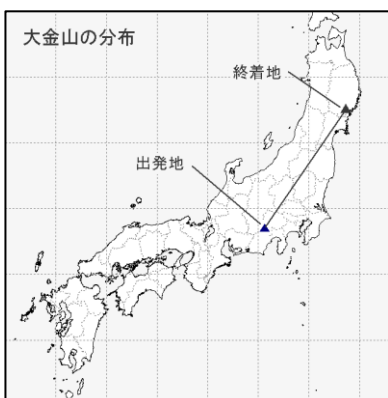 大金山の分布
終着地
出発地